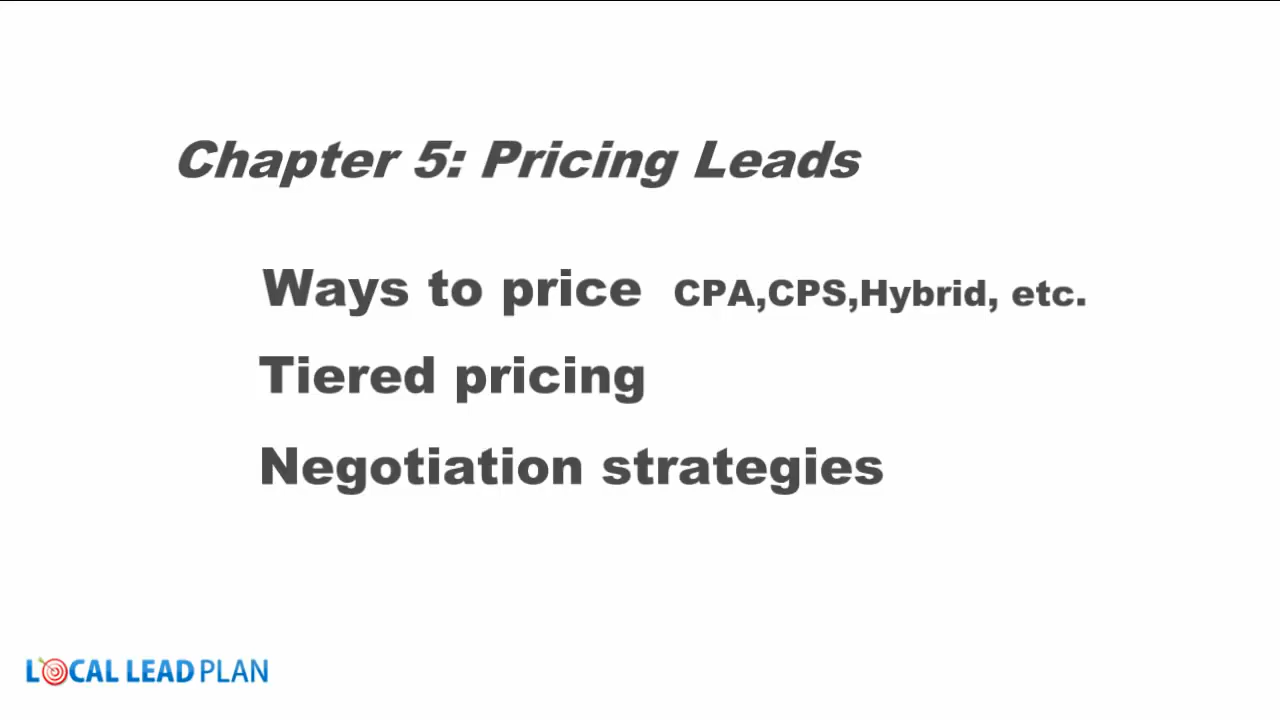 Chapter 5: Pricing Leads
Ways to price CPA,CPS,Hybrid, etc.
Tiered pricing
Negotiation strategies
LOCAL LEAD PLAN